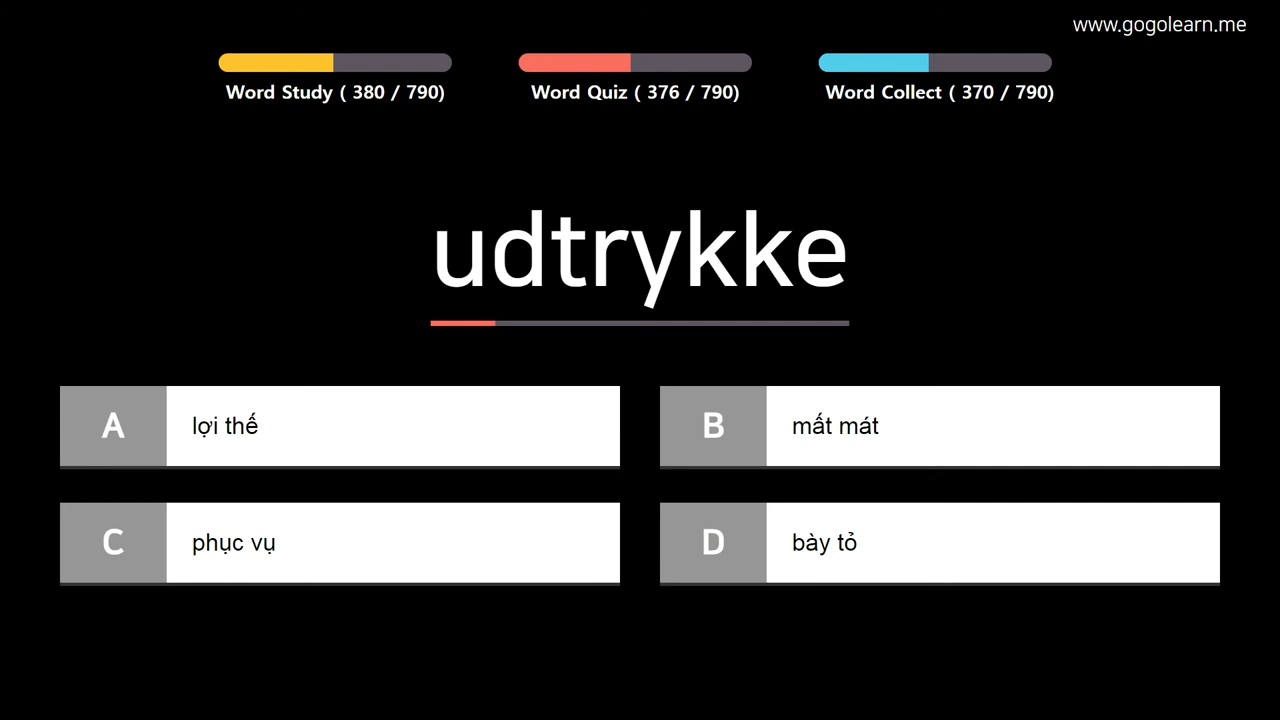 www.gogolearn.me
Word Study ( 380 / 790)
Word Quiz ( 376 / 790)
Word Collect ( 370 / 790)
udtrykke
A lợi thế
B mất mát
C phục vụ
D bày tỏ